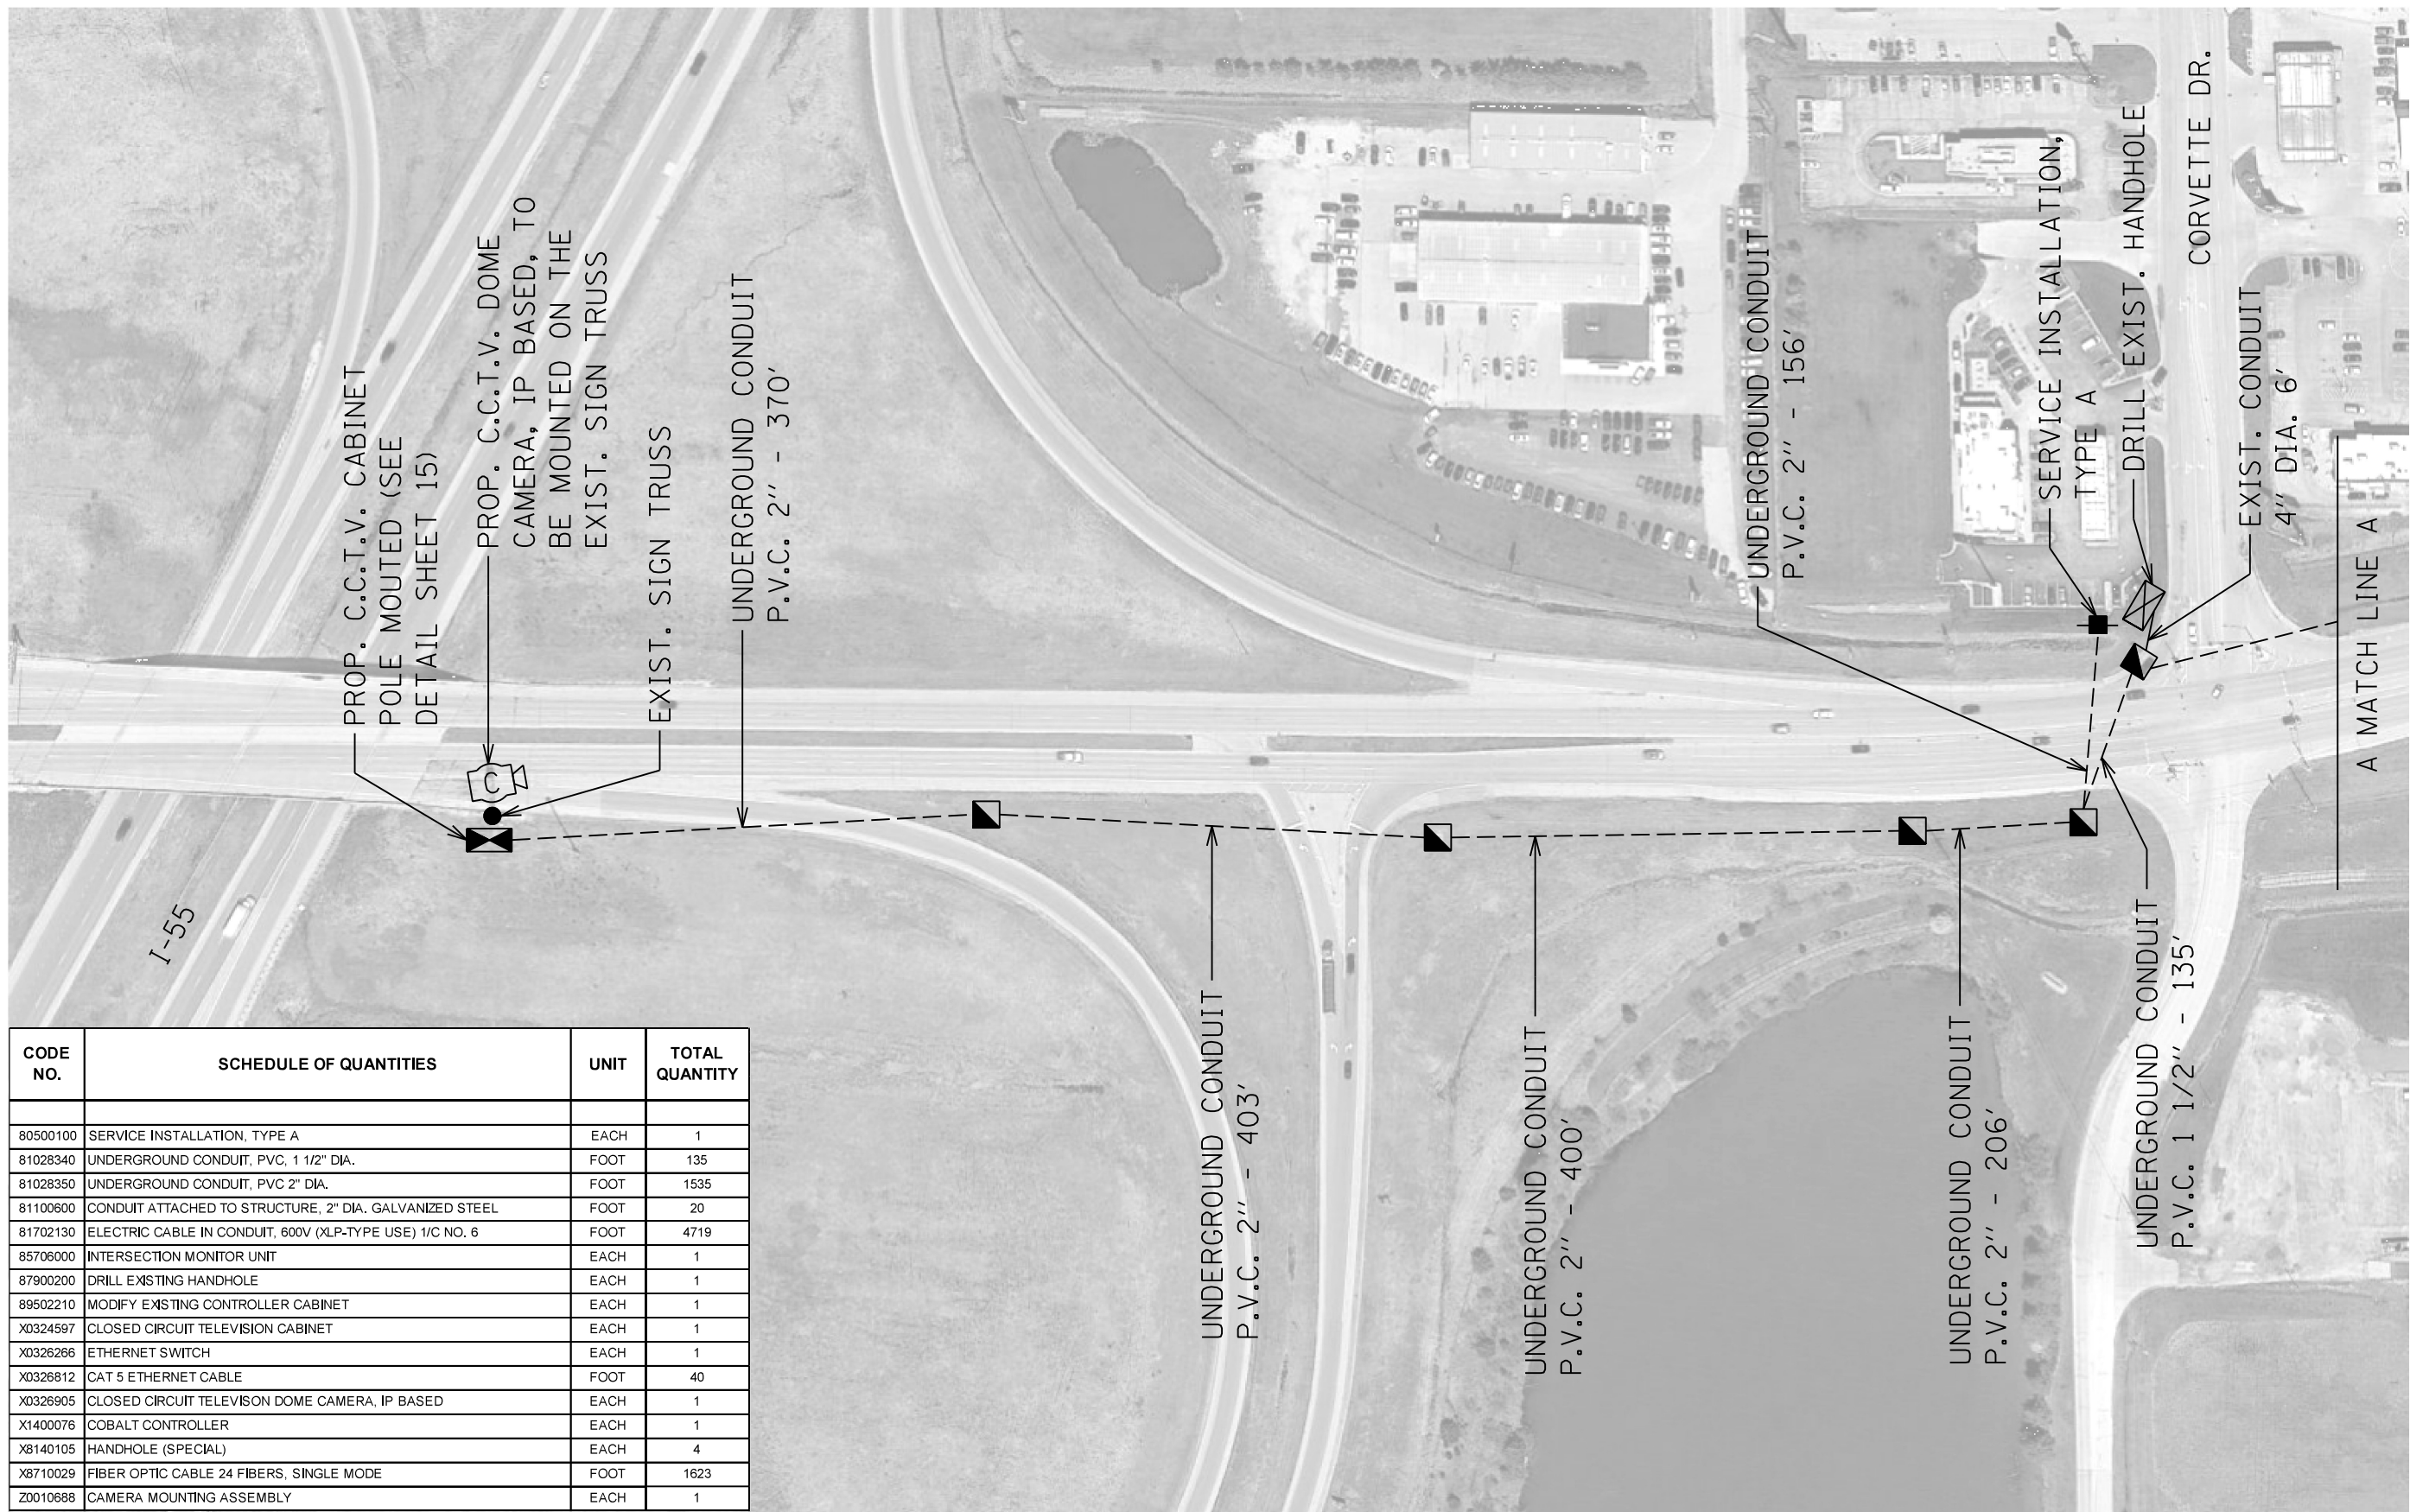 PROP. C.C.T.V. CABINET
POLE MOUTED (SEE
DETAIL SHEET 15)
PROP. C.C.T.V. DOME
CAMERA, IP BASED, TO
BE MOUNTED ON THE
EXIST. SIGN TRUSS
EXIST. SIGN TRUSS
UNDERGROUND CONDUIT
P.V.C. 2'' - 370'
UNDERGROUND CONDUIT
P.V.C. 2'' - 156'
SERVICE INSTALLATION,
TYPE A
DRILL EXIST. HANDHOLE
CORVETTE DR.
EXIST. CONDUIT
4'' DIA. 6'
A MATCH LINE A
C
I-55
UNDERGROUND CONDUIT
P.V.C. 2'' - 403'
UNDERGROUND CONDUIT
P.V.C. 2'' - 400'
UNDERGROUND CONDUIT
P.V.C. 2'' - 206'
UNDERGROUND CONDUIT
P.V.C. 1 1/2'' - 135'
CODE NO. SCHEDULE OF QUANTITIES UNIT TOTAL QUANTITY
80500100 SERVICE INSTALLATION, TYPE A EACH 1
81028340 UNDERGROUND CONDUIT, PVC, 1 1/2" DIA. FOOT 135
81028350 UNDERGROUND CONDUIT, PVC 2" DIA. FOOT 1535
81100600 CONDUIT ATTACHED TO STRUCTURE, 2" DIA. GALVANIZED STEEL FOOT 20
81702130 ELECTRIC CABLE IN CONDUIT, 600V (XLP-TYPE USE) 1/C NO. 6 FOOT 4719
85706000 INTERSECTION MONITOR UNIT EACH 1
87900200 DRILL EXISTING HANDHOLE EACH 1
89502210 MODIFY EXISTING CONTROLLER CABINET EACH 1
X0324597 CLOSED CIRCUIT TELEVISION CABINET EACH 1
X0326266 ETHERNET SWITCH EACH 1
X0326812 CAT 5 ETHERNET CABLE FOOT 40
X0326905 CLOSED CIRCUIT TELEVISON DOME CAMERA, IP BASED EACH 1
X1400076 COBALT CONTROLLER EACH 1
X8140105 HANDHOLE (SPECIAL) EACH 4
X8710029 FIBER OPTIC CABLE 24 FIBERS, SINGLE MODE FOOT 1623
Z0010688 CAMERA MOUNTING ASSEMBLY EACH 1